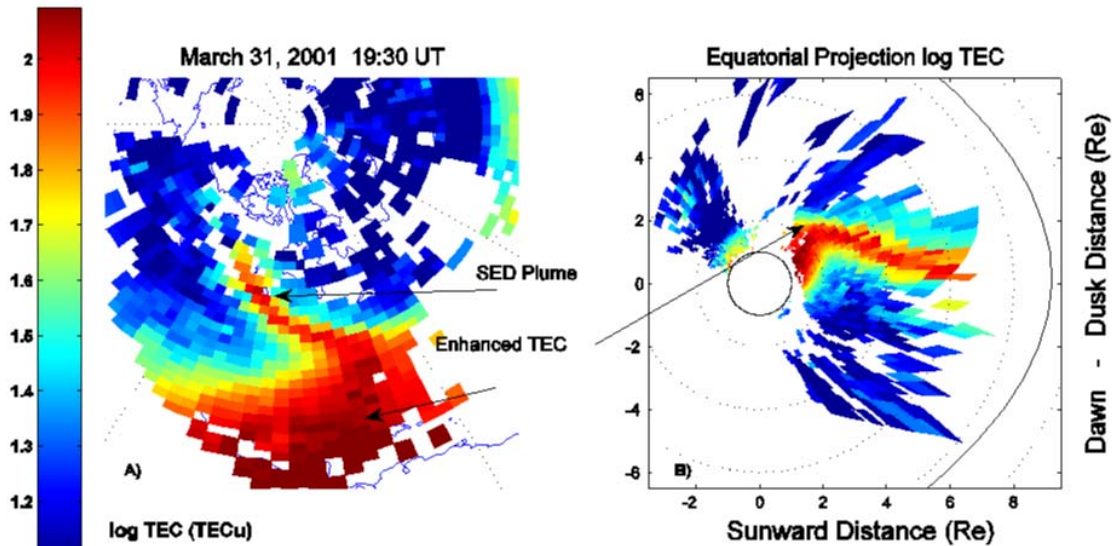 March 31, 2001 19:30 UT
2
1.9
1.8
1.7
1.6
1.5
1.4
1.3
1.2
SED Plume
Enhanced TEC
A)
log TEC (TECu)
Equatorial Projection log TEC
6
4
2
0
-2
-4
-6
B)
-2 0 2 4 6 8
Sunward Distance (Re)
Dawn - Dusk Distance (Re)